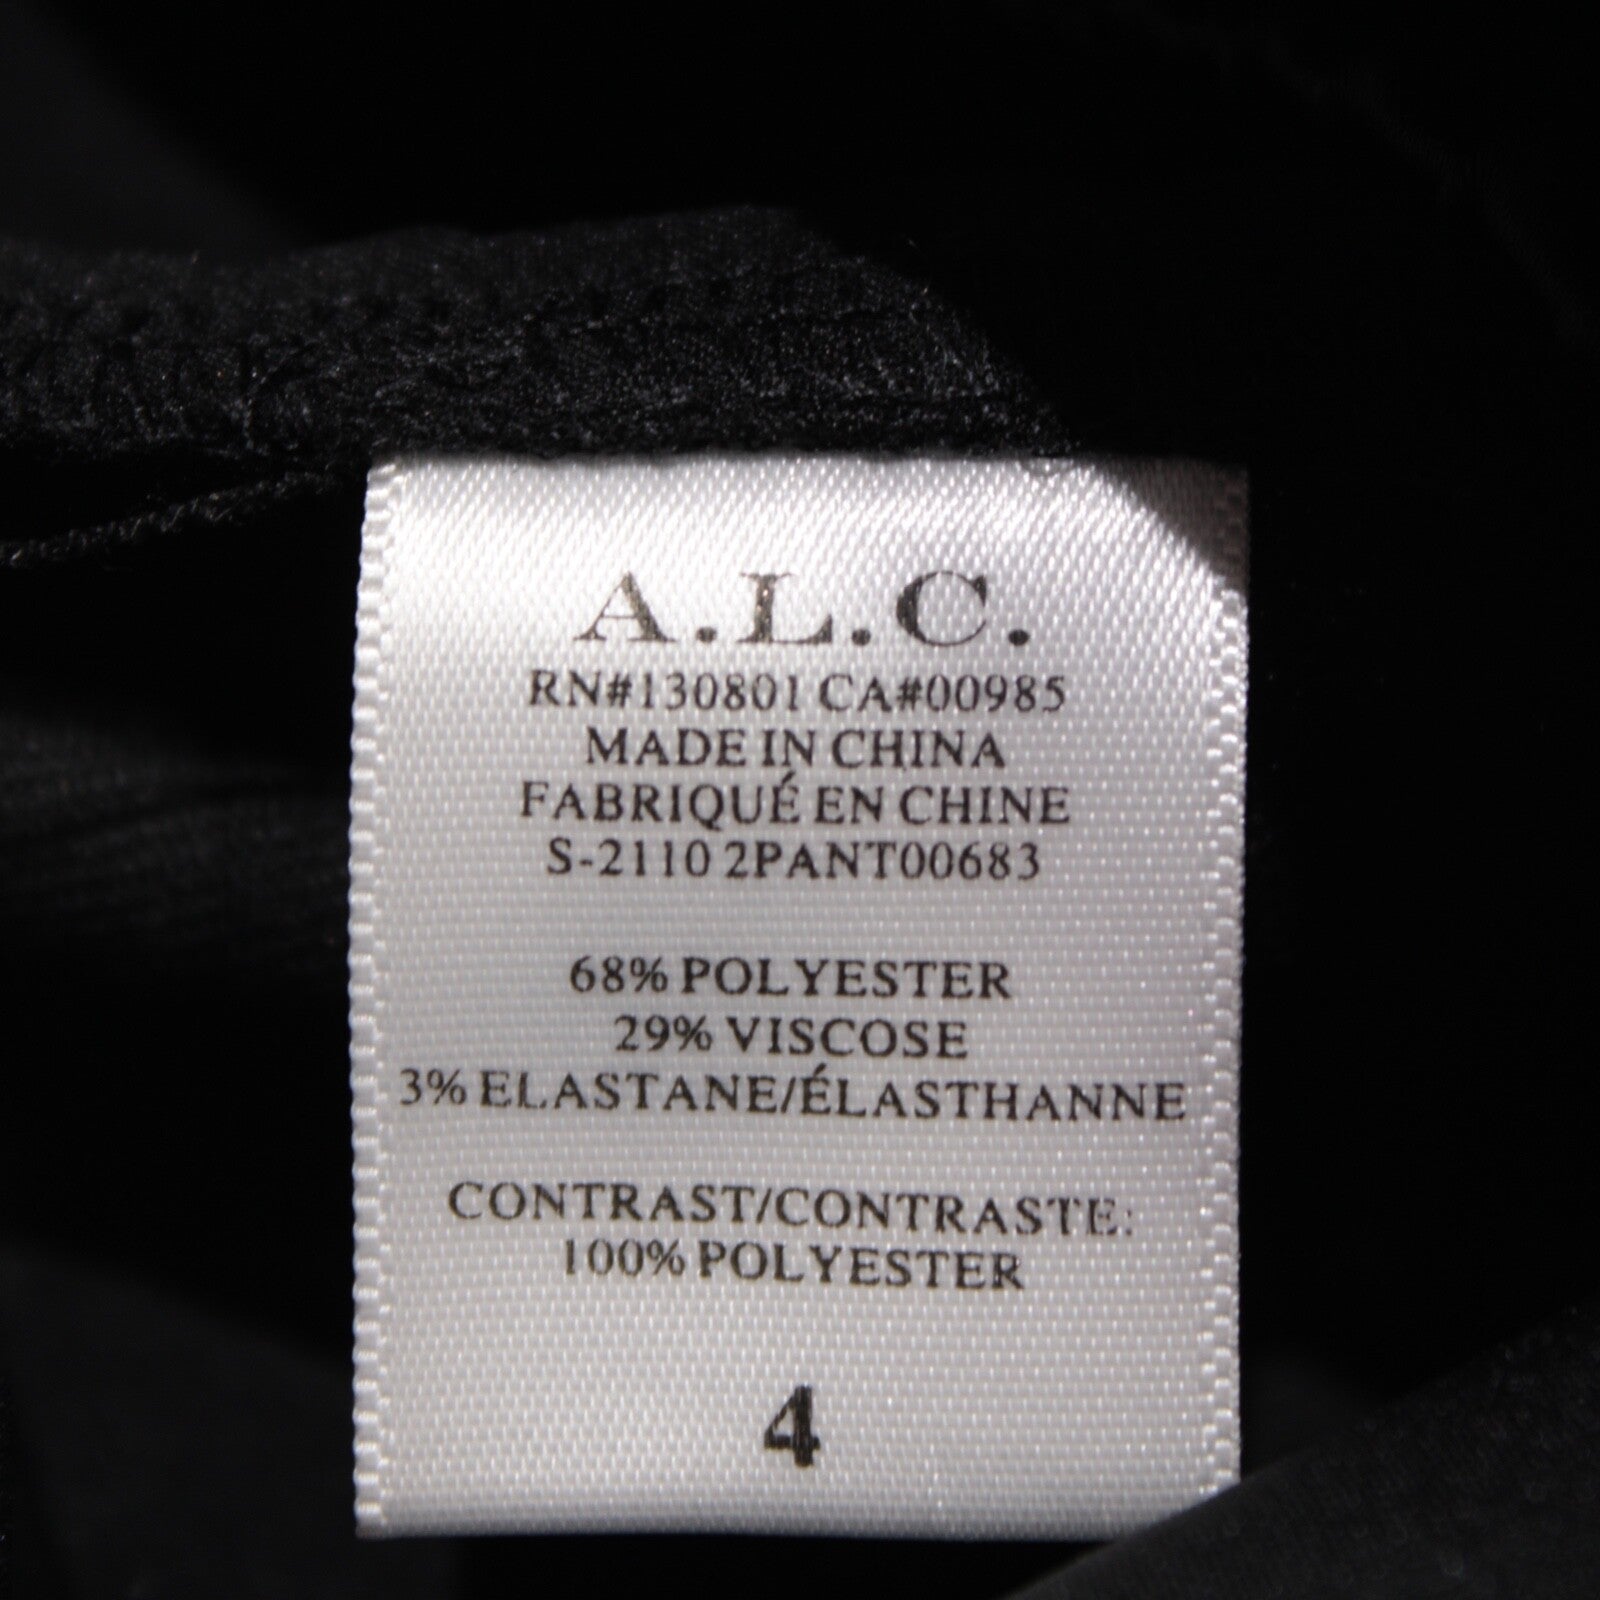 A.L.C.
RN#130801 CA#00985
MADE IN CHINA
FABRIQUÉ EN CHINE
S-2110 2PANT00683
68% POLYESTER
29% VISCOSE
3% ELASTANE/ÉLASTHANNE
CONTRAST/CONTRASTE:
100% POLYESTER
4